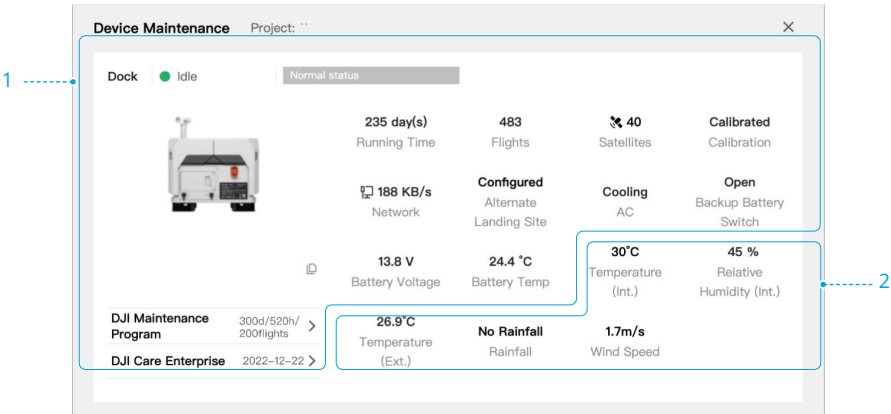 Device Maintenance Project: ``
Dock Idle Normal status
1
235 day(s) 483 40 Calibrated
Running Time Flights Satellites Calibration
188 KB/s Configured Cooling Open
Network Alternate AC Backup Battery
Landing Site Switch
13.8 V 24.4 °C 30°C 45 %
Battery Voltage Battery Temp Temperature Relative
(Int.) Humidity (Int.)
2
DJI Maintenance 300d/520h/
Program 200flights
26.9°C No Rainfall 1.7m/s
Temperature Rainfall Wind Speed
(Ext.)
DJI Care Enterprise 2022-12-22